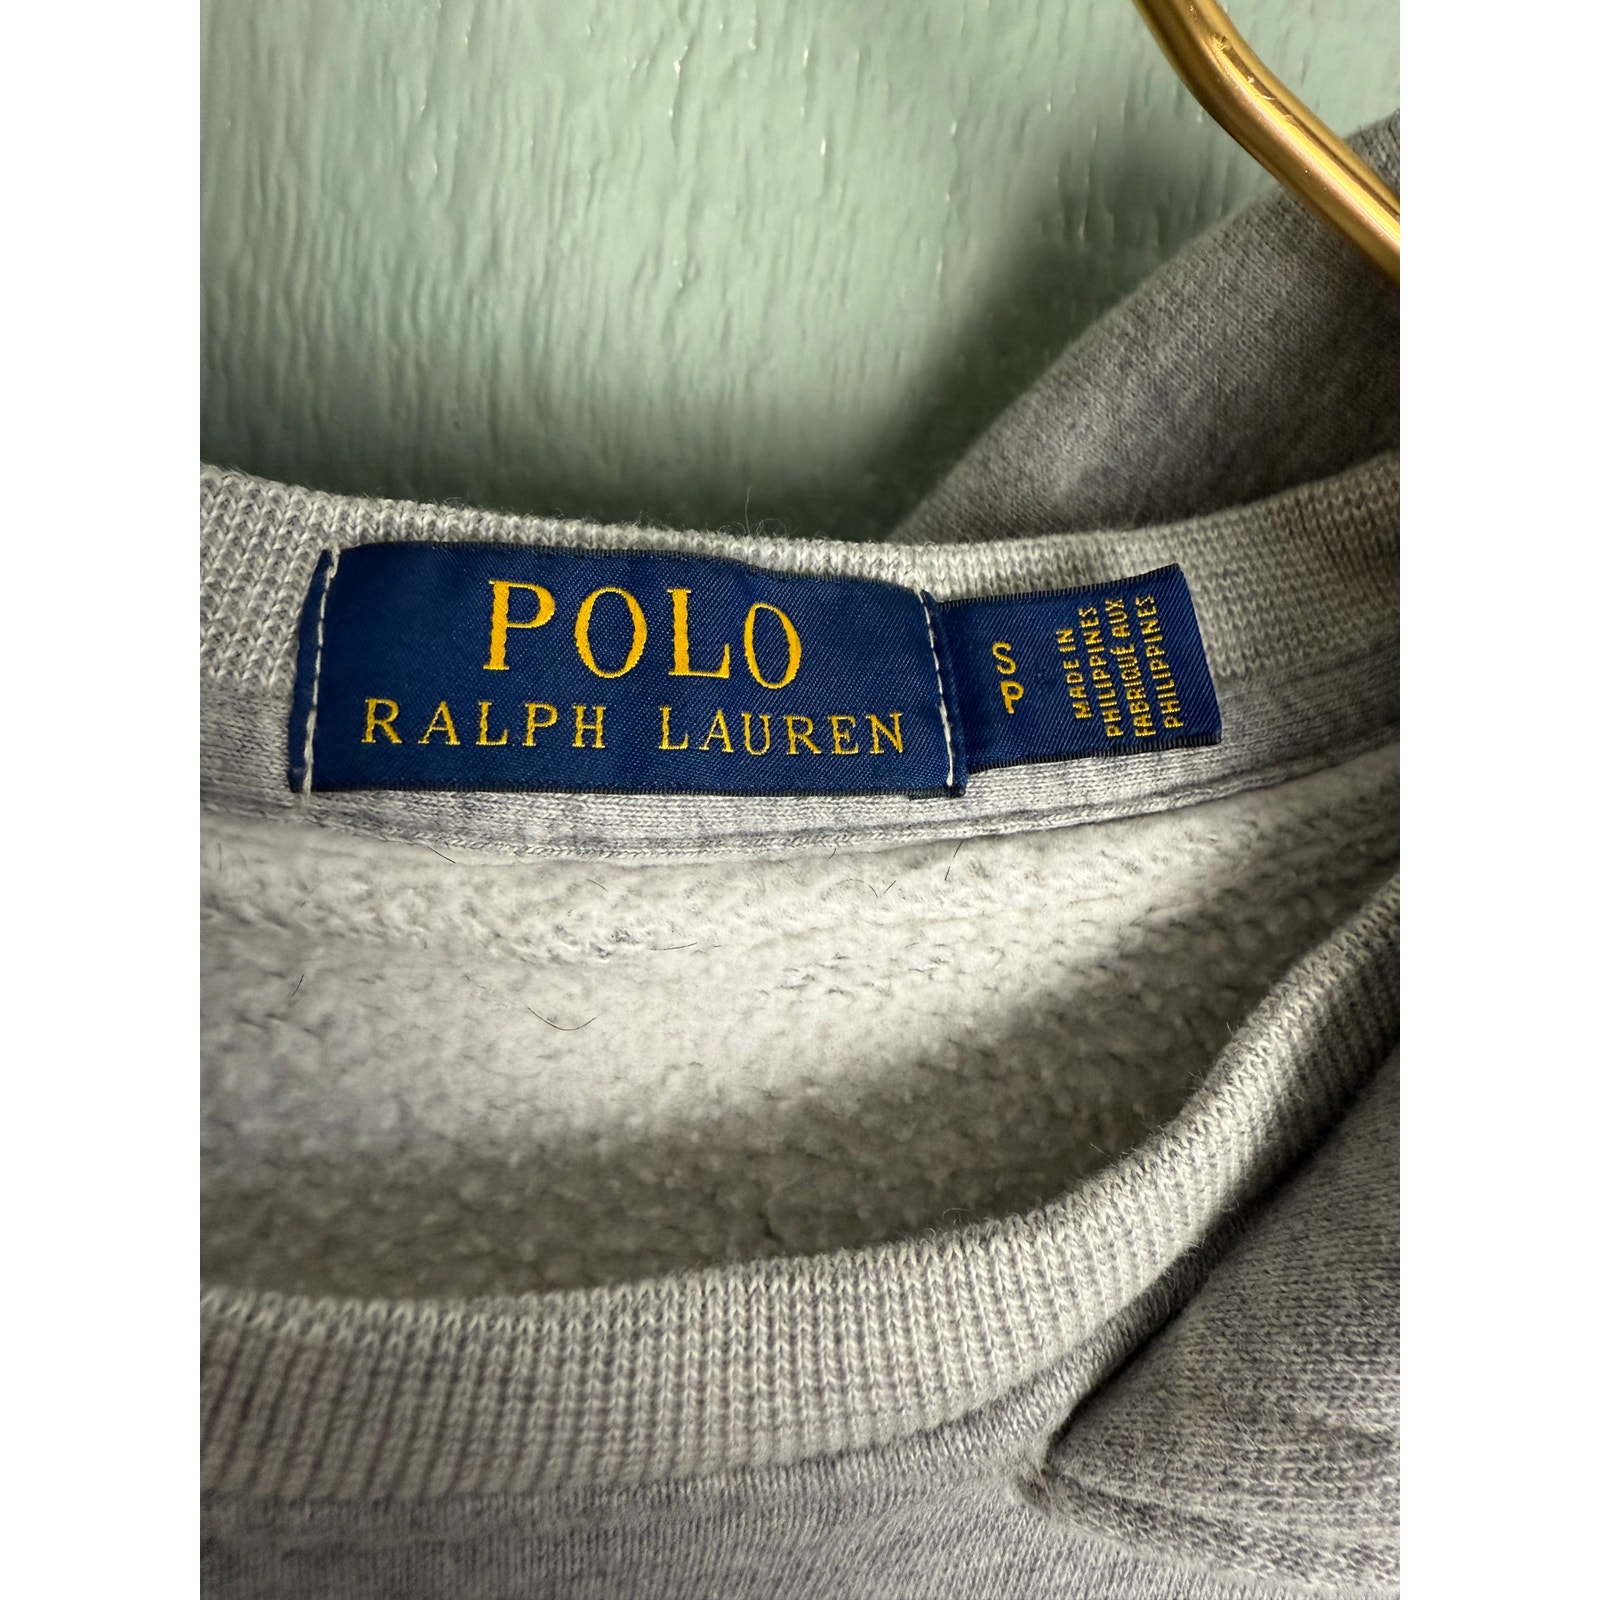 POLO
RALPH LAUREN
S
P
MADE IN
PHILIPPINES
FABRIQUÉ AUX
PHILIPPINES